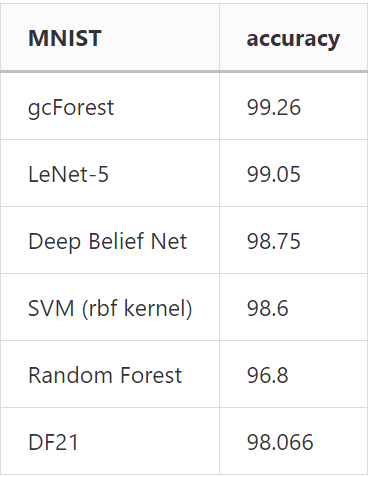 MNIST accuracy
gcForest 99.26
LeNet-5 99.05
Deep Belief Net 98.75
SVM (rbf kernel) 98.6
Random Forest 96.8
DF21 98.066